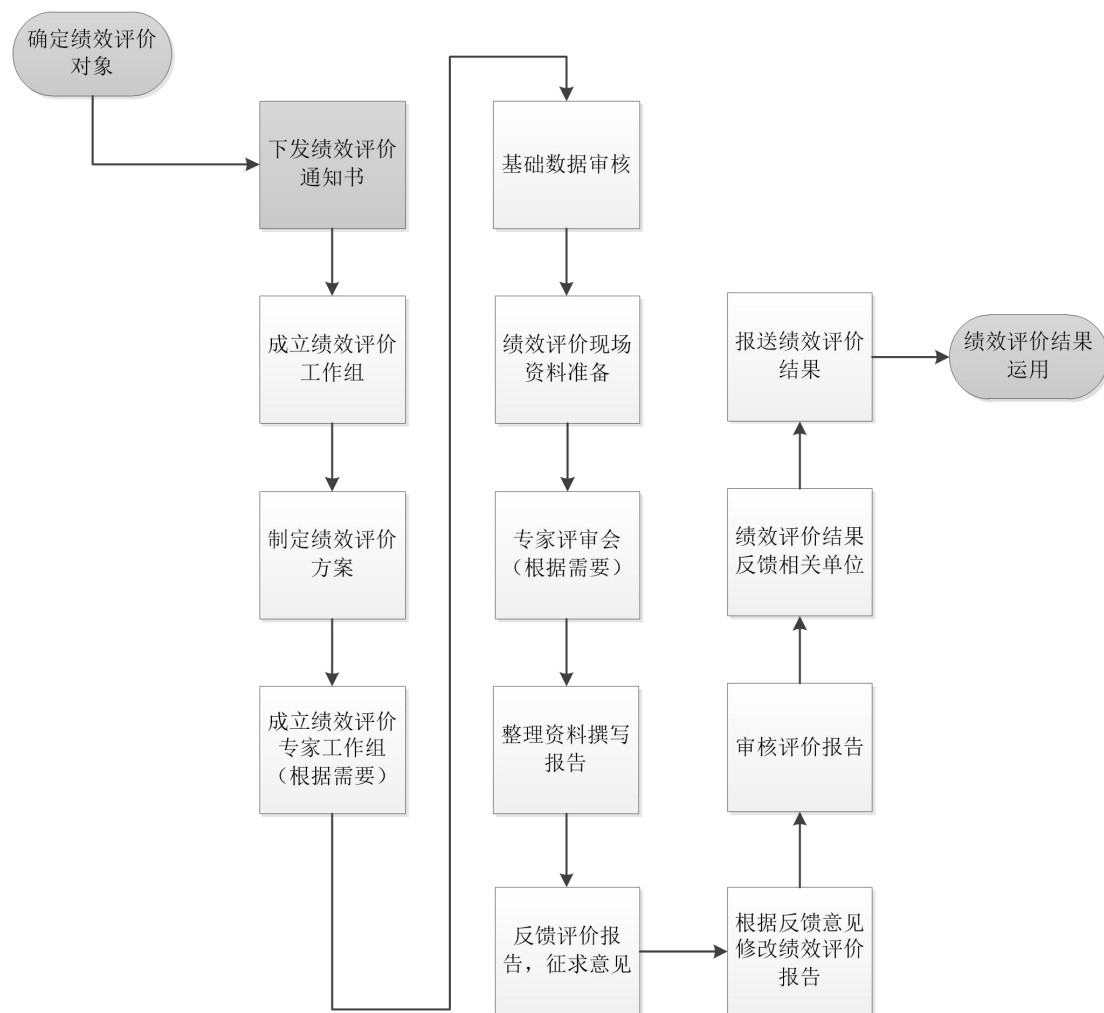 确定绩效评价
对象
下发绩效评价
通知书
成立绩效评价
工作组
制定绩效评价
方案
成立绩效评价
专家工作组
（根据需要）
基础数据审核
绩效评价现场
资料准备
专家评审会
（根据需要）
整理资料撰写
报告
反馈评价报
告，征求意见
根据反馈意见
修改绩效评价
报告
审核评价报告
绩效评价结果
反馈相关单位
报送绩效评价
结果
绩效评价结果
运用